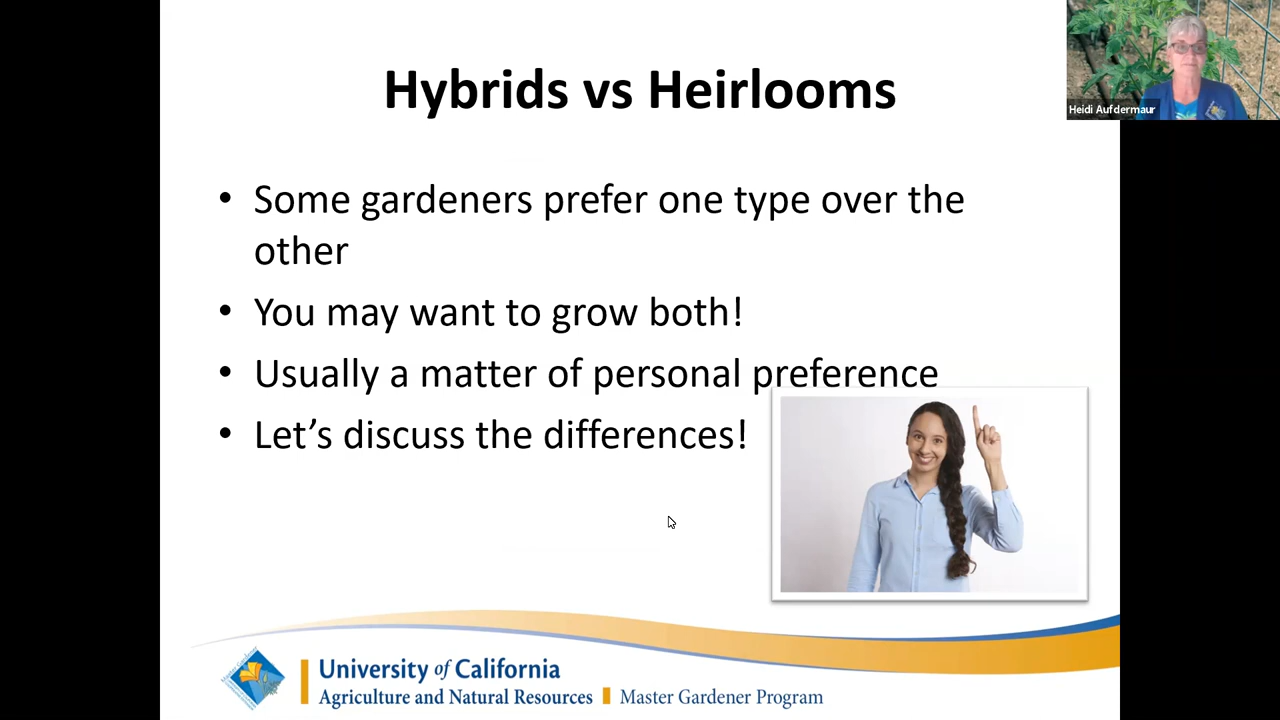 Hybrids vs Heirlooms
Heidi Aufdermaur
• Some gardeners prefer one type over the
other
• You may want to grow both!
• Usually a matter of personal preference
• Let’s discuss the differences!
University of California
Agriculture and Natural Resources Master Gardener Program